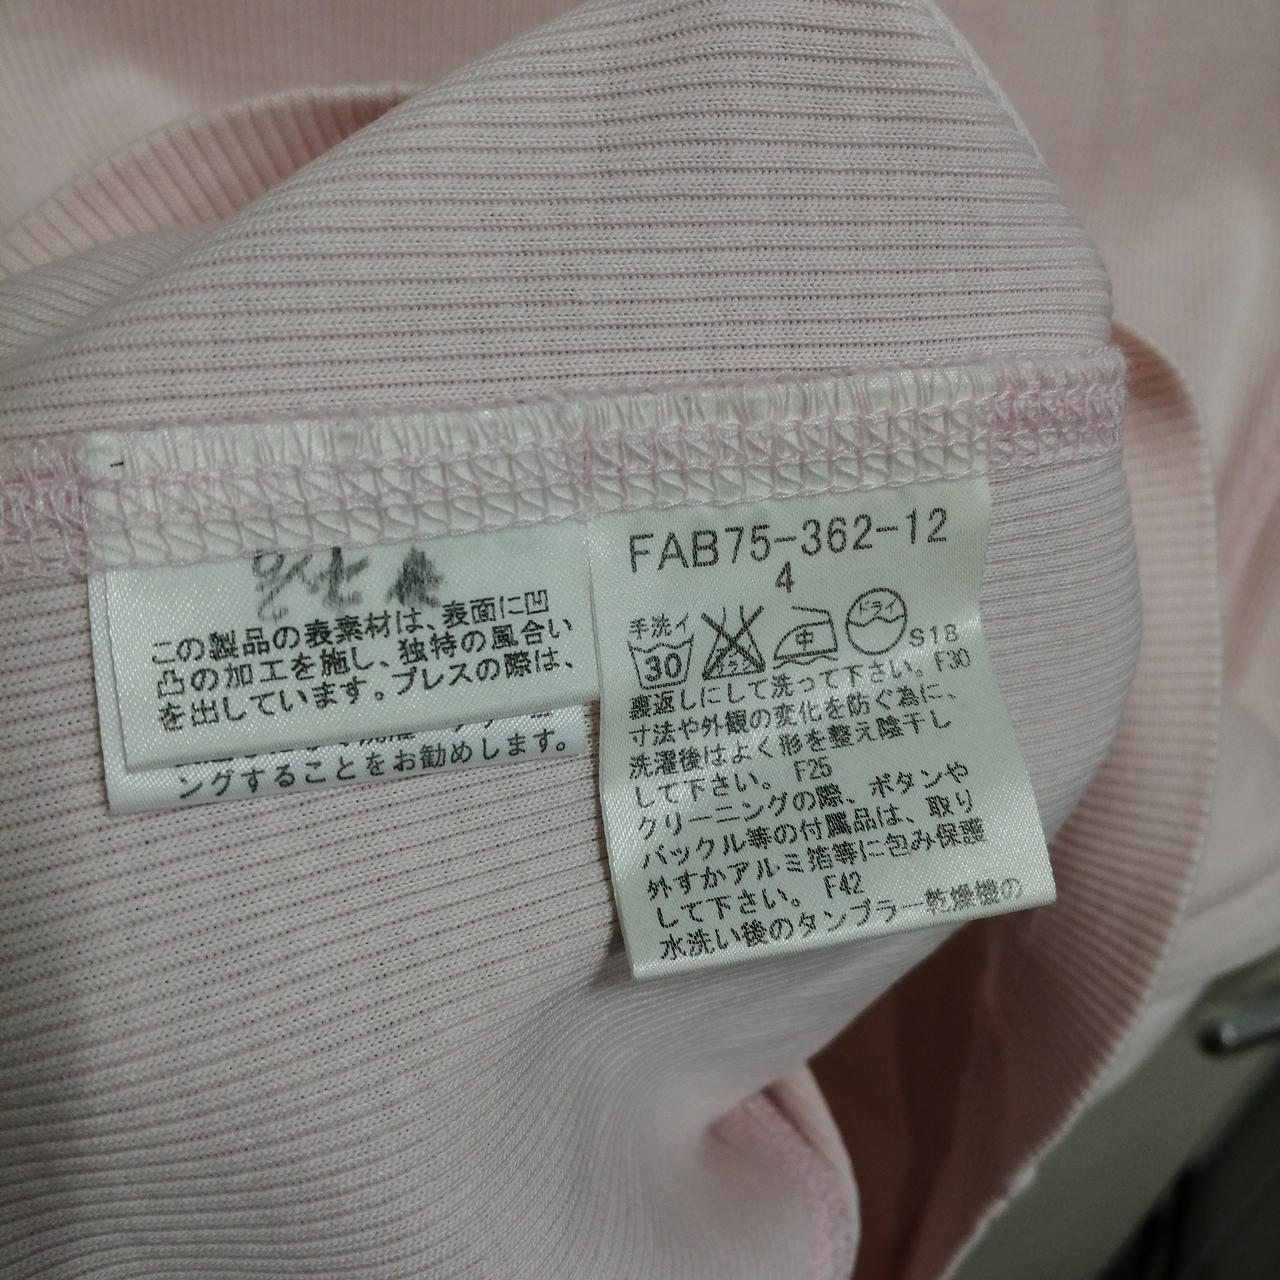 この製品の表素材は、表面に凹
凸の加工を施し、独特の風合い
を出しています。プレスの際は、
ングすることをお勧めします。
FAB75-362-12
4
手洗イ
30
中
ドライ
S18
裏返しにして洗って下さい。F30
寸法や外観の変化を防ぐ為に、
洗濯後はよく形を整え陰干し
して下さい。 F25
クリーニングの際、ボタンや
バックル等の付属品は、取り
外すかアルミ箔等に包み保護
して下さい。 F42
水洗い後のタンブラー乾燥機の